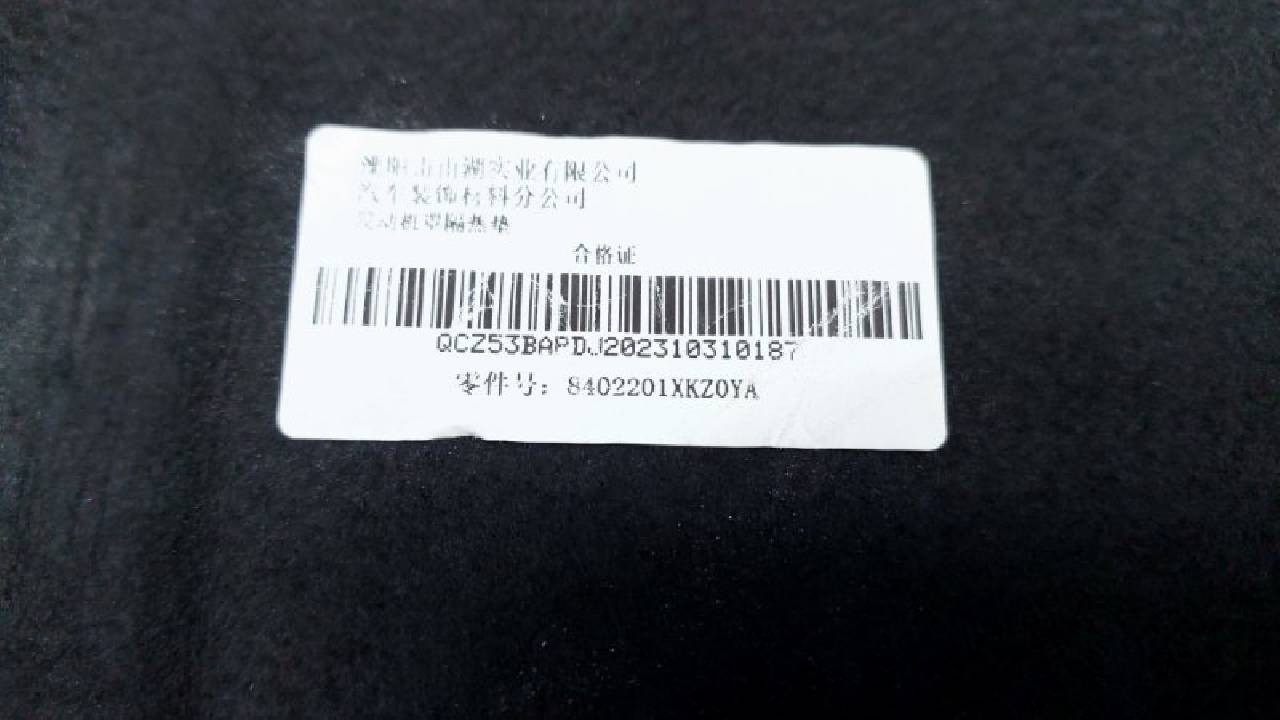 实业有限公司
汽车装饰材料分公司
发动机罩隔热垫
合格证
QCZ53BAPDJ202310310187
零件号：8402201XKZ0YA